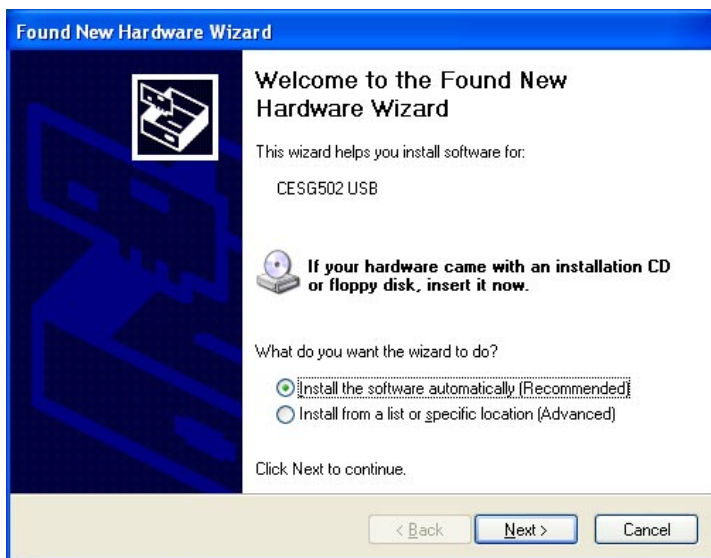 Found New Hardware Wizard
Welcome to the Found New
Hardware Wizard
This wizard helps you install software for:
CESG502 USB
If your hardware came with an installation CD
or floppy disk, insert it now.
What do you want the wizard to do?
Install the software automatically (Recommended)
Install from a list or specific location (Advanced)
Click Next to continue.
< Back
Next >
Cancel